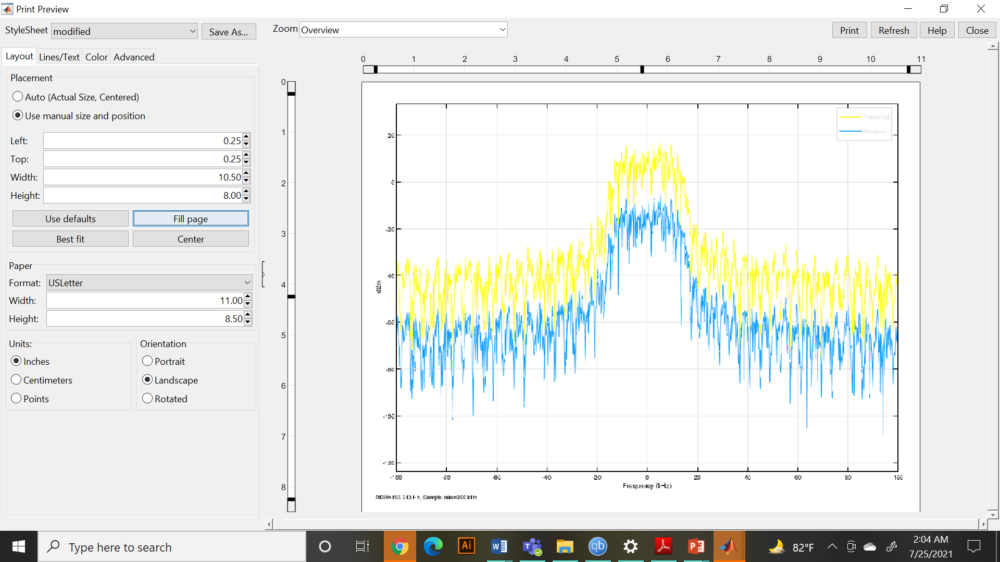 Print Preview
StyleSheet modified Save As... Zoom Overview Print Refresh Help Close
Layout Lines/Text Color Advanced
Placement
Auto (Actual Size, Centered)
Use manual size and position
Left: 0.25
Top: 0.25
Width: 10.50
Height: 8.00
Use defaults Fill page
Best fit Center
Paper
Format: USLetter
Width: 11.00
Height: 8.50
Units:
Inches
Centimeters
Points
Orientation
Portrait
Landscape
Rotated
0 1 2 3 4 5 6 7 8 9 10 11
0
1
2
3
4
5
6
7
8
20
0
-20
-40
-60
-80
-100
-120
dBm
-100 -80 -60 -40 -20 0 20 40 60 80 100
Frequency (kHz)
Sample rate=200 kHz
Type here to search
Ai
qb
82°F
2:04 AM
7/25/2021